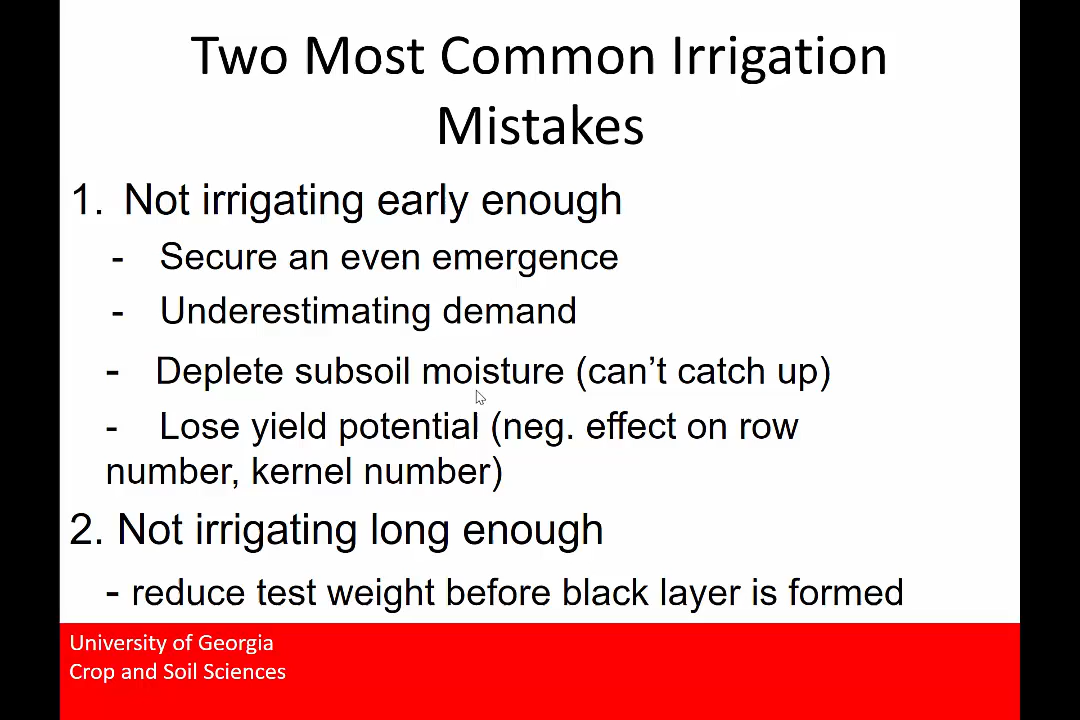 Two Most Common Irrigation
Mistakes
1. Not irrigating early enough
- Secure an even emergence
- Underestimating demand
- Deplete subsoil moisture (can’t catch up)
- Lose yield potential (neg. effect on row
number, kernel number)
2. Not irrigating long enough
- reduce test weight before black layer is formed
University of Georgia
Crop and Soil Sciences